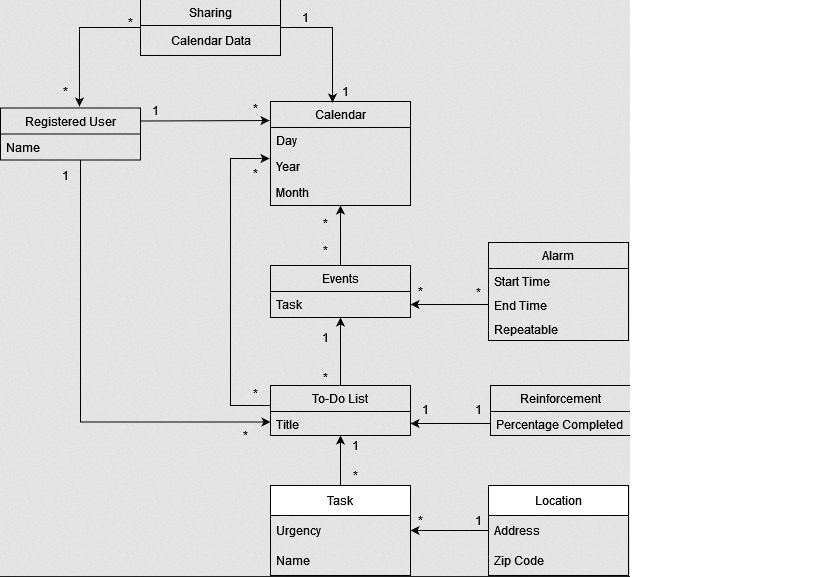 Sharing
Calendar Data
*
1
*
1
Registered User
Name
1
*
Calendar
Day
Year
Month
1
*
*
*
Events
Task
*
*
Alarm
Start Time
End Time
Repeatable
1
*
*
To-Do List
Title
*
1
1
Reinforcement
Percentage Completed
1
*
Task
Urgency
Name
*
1
Location
Address
Zip Code